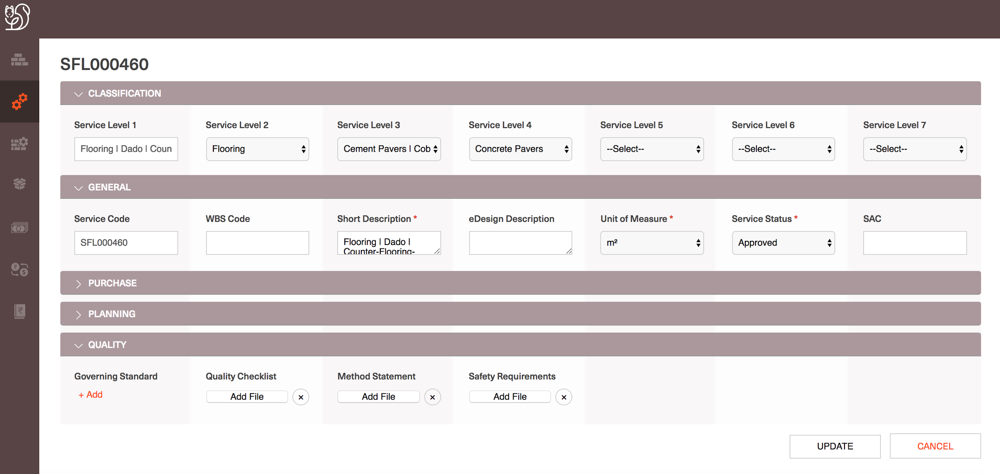 SFL000460
CLASSIFICATION
Service Level 1 Service Level 2 Service Level 3 Service Level 4 Service Level 5 Service Level 6 Service Level 7
Flooring | Dado | Coun Flooring Cement Pavers | Cob Concrete Pavers --Select-- --Select-- --Select--
GENERAL
Service Code WBS Code Short Description * eDesign Description Unit of Measure * Service Status * SAC
SFL000460 Flooring | Dado | m² Approved
Counter-Flooring-
PURCHASE
PLANNING
QUALITY
Governing Standard Quality Checklist Method Statement Safety Requirements
+ Add Add File × Add File × Add File ×
UPDATE CANCEL